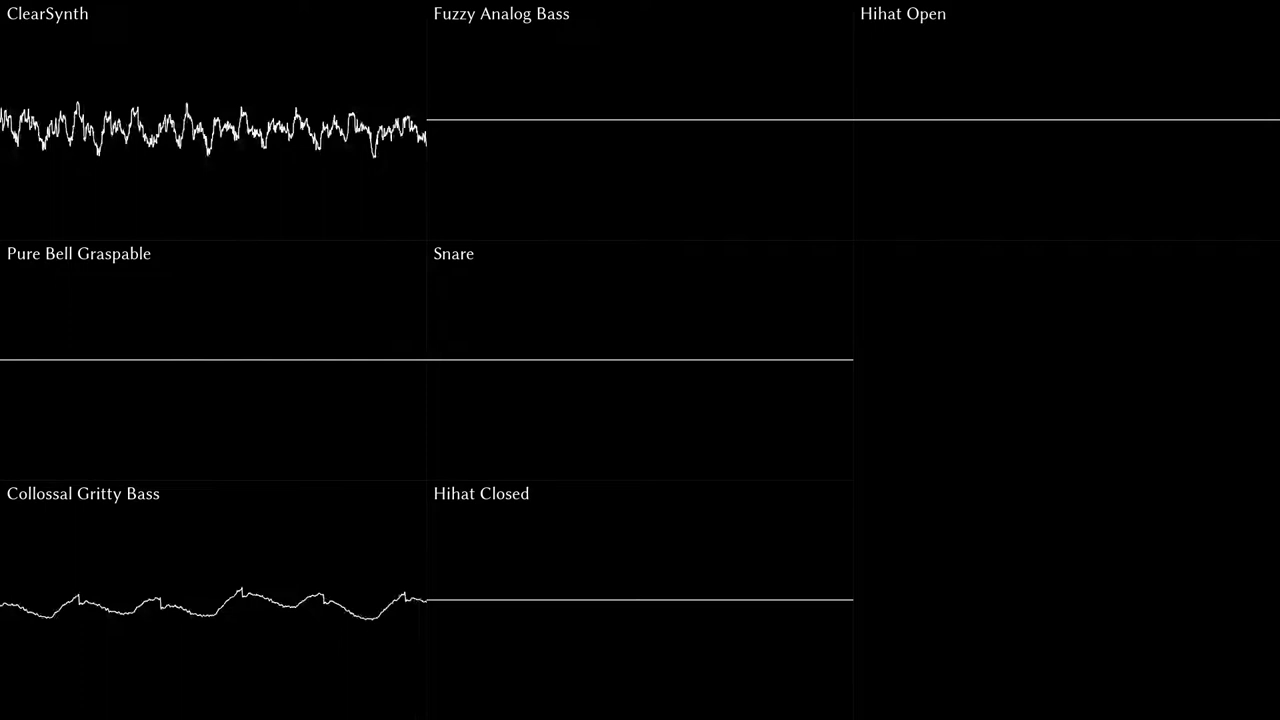 ClearSynth
Fuzzy Analog Bass
Hihat Open
Pure Bell Graspable
Snare
Collossal Gritty Bass
Hihat Closed